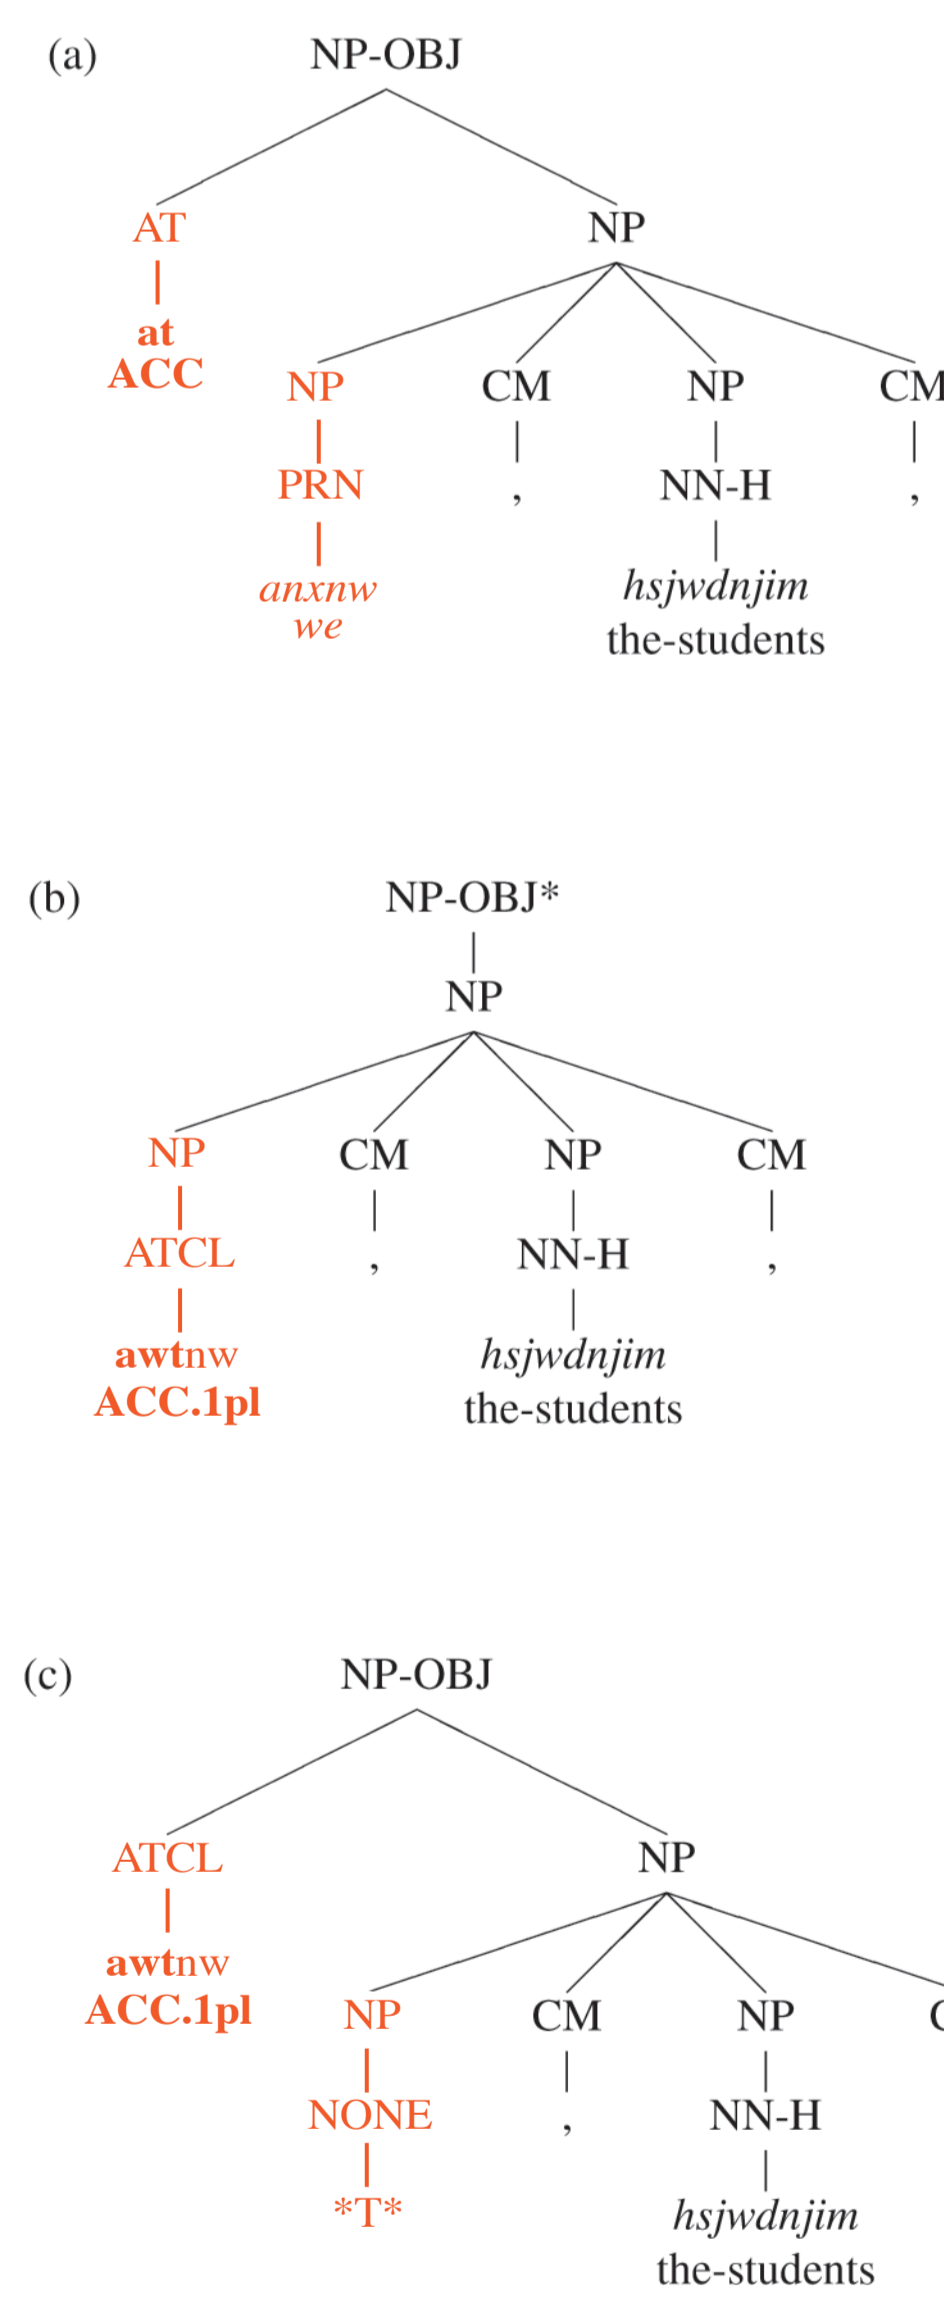 (a) NP-OBJ
AT NP
at
ACC
NP CM NP CM
PRN , NN-H ,
anxnw hsjwdnjim
we the-students
(b) NP-OBJ*
NP
NP CM NP CM
ATCL , NN-H ,
awtnw hsjwdnjim
ACC.1pl the-students
(c) NP-OBJ
ATCL NP
awtnw
ACC.1pl
NP CM NP
NONE , NN-H
*T* hsjwdnjim
the-students